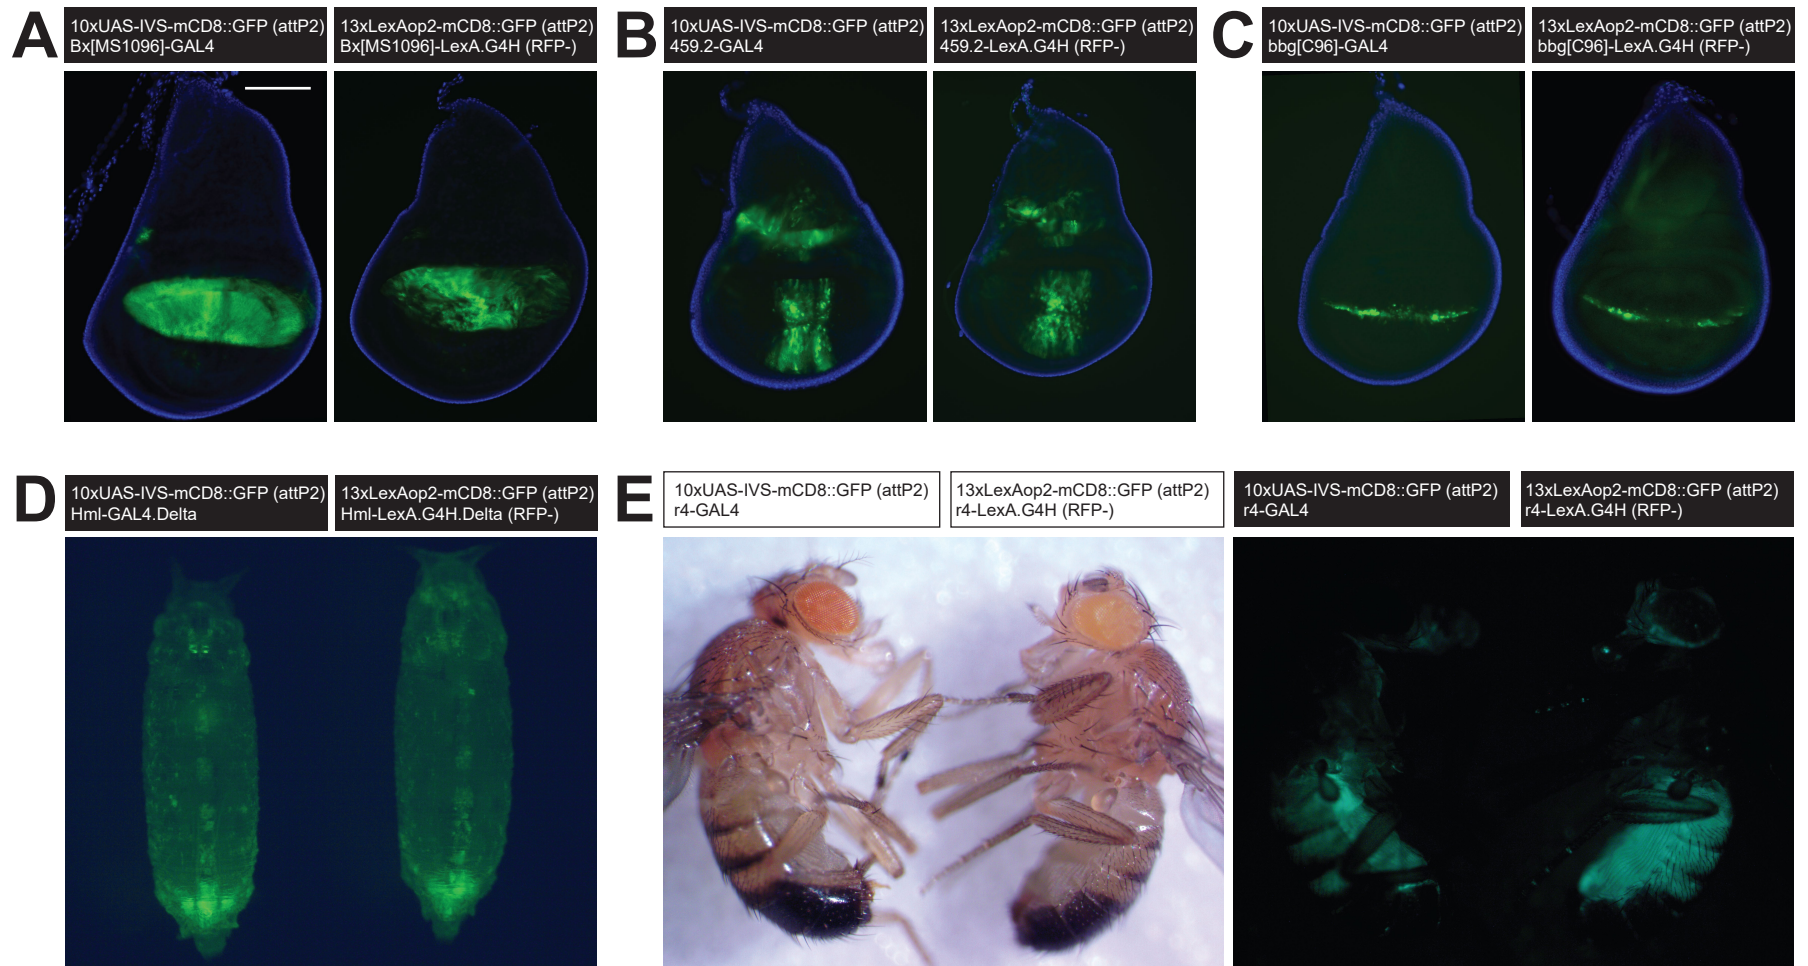 A
10xUAS-IVS-mCD8::GFP (attP2)
Bx[MS1096]-GAL4
13xLexAop2-mCD8::GFP (attP2)
Bx[MS1096]-LexA.G4H (RFP-)
B
10xUAS-IVS-mCD8::GFP (attP2)
459.2-GAL4
13xLexAop2-mCD8::GFP (attP2)
459.2-LexA.G4H (RFP-)
C
10xUAS-IVS-mCD8::GFP (attP2)
bbg[C96]-GAL4
13xLexAop2-mCD8::GFP (attP2)
bbg[C96]-LexA.G4H (RFP-)
D
10xUAS-IVS-mCD8::GFP (attP2)
Hml-GAL4.Delta
13xLexAop2-mCD8::GFP (attP2)
Hml-LexA.G4H.Delta (RFP-)
E
10xUAS-IVS-mCD8::GFP (attP2)
r4-GAL4
13xLexAop2-mCD8::GFP (attP2)
r4-LexA.G4H (RFP-)
10xUAS-IVS-mCD8::GFP (attP2)
r4-GAL4
13xLexAop2-mCD8::GFP (attP2)
r4-LexA.G4H (RFP-)